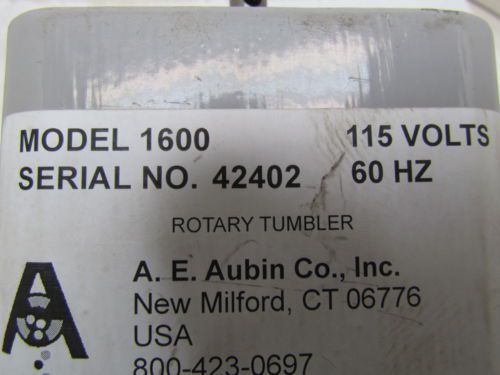 MODEL 1600 115 VOLTS
SERIAL NO. 42402 60 HZ
ROTARY TUMBLER
A. E. Aubin Co., Inc.
New Milford, CT 06776
USA
800-423-0697